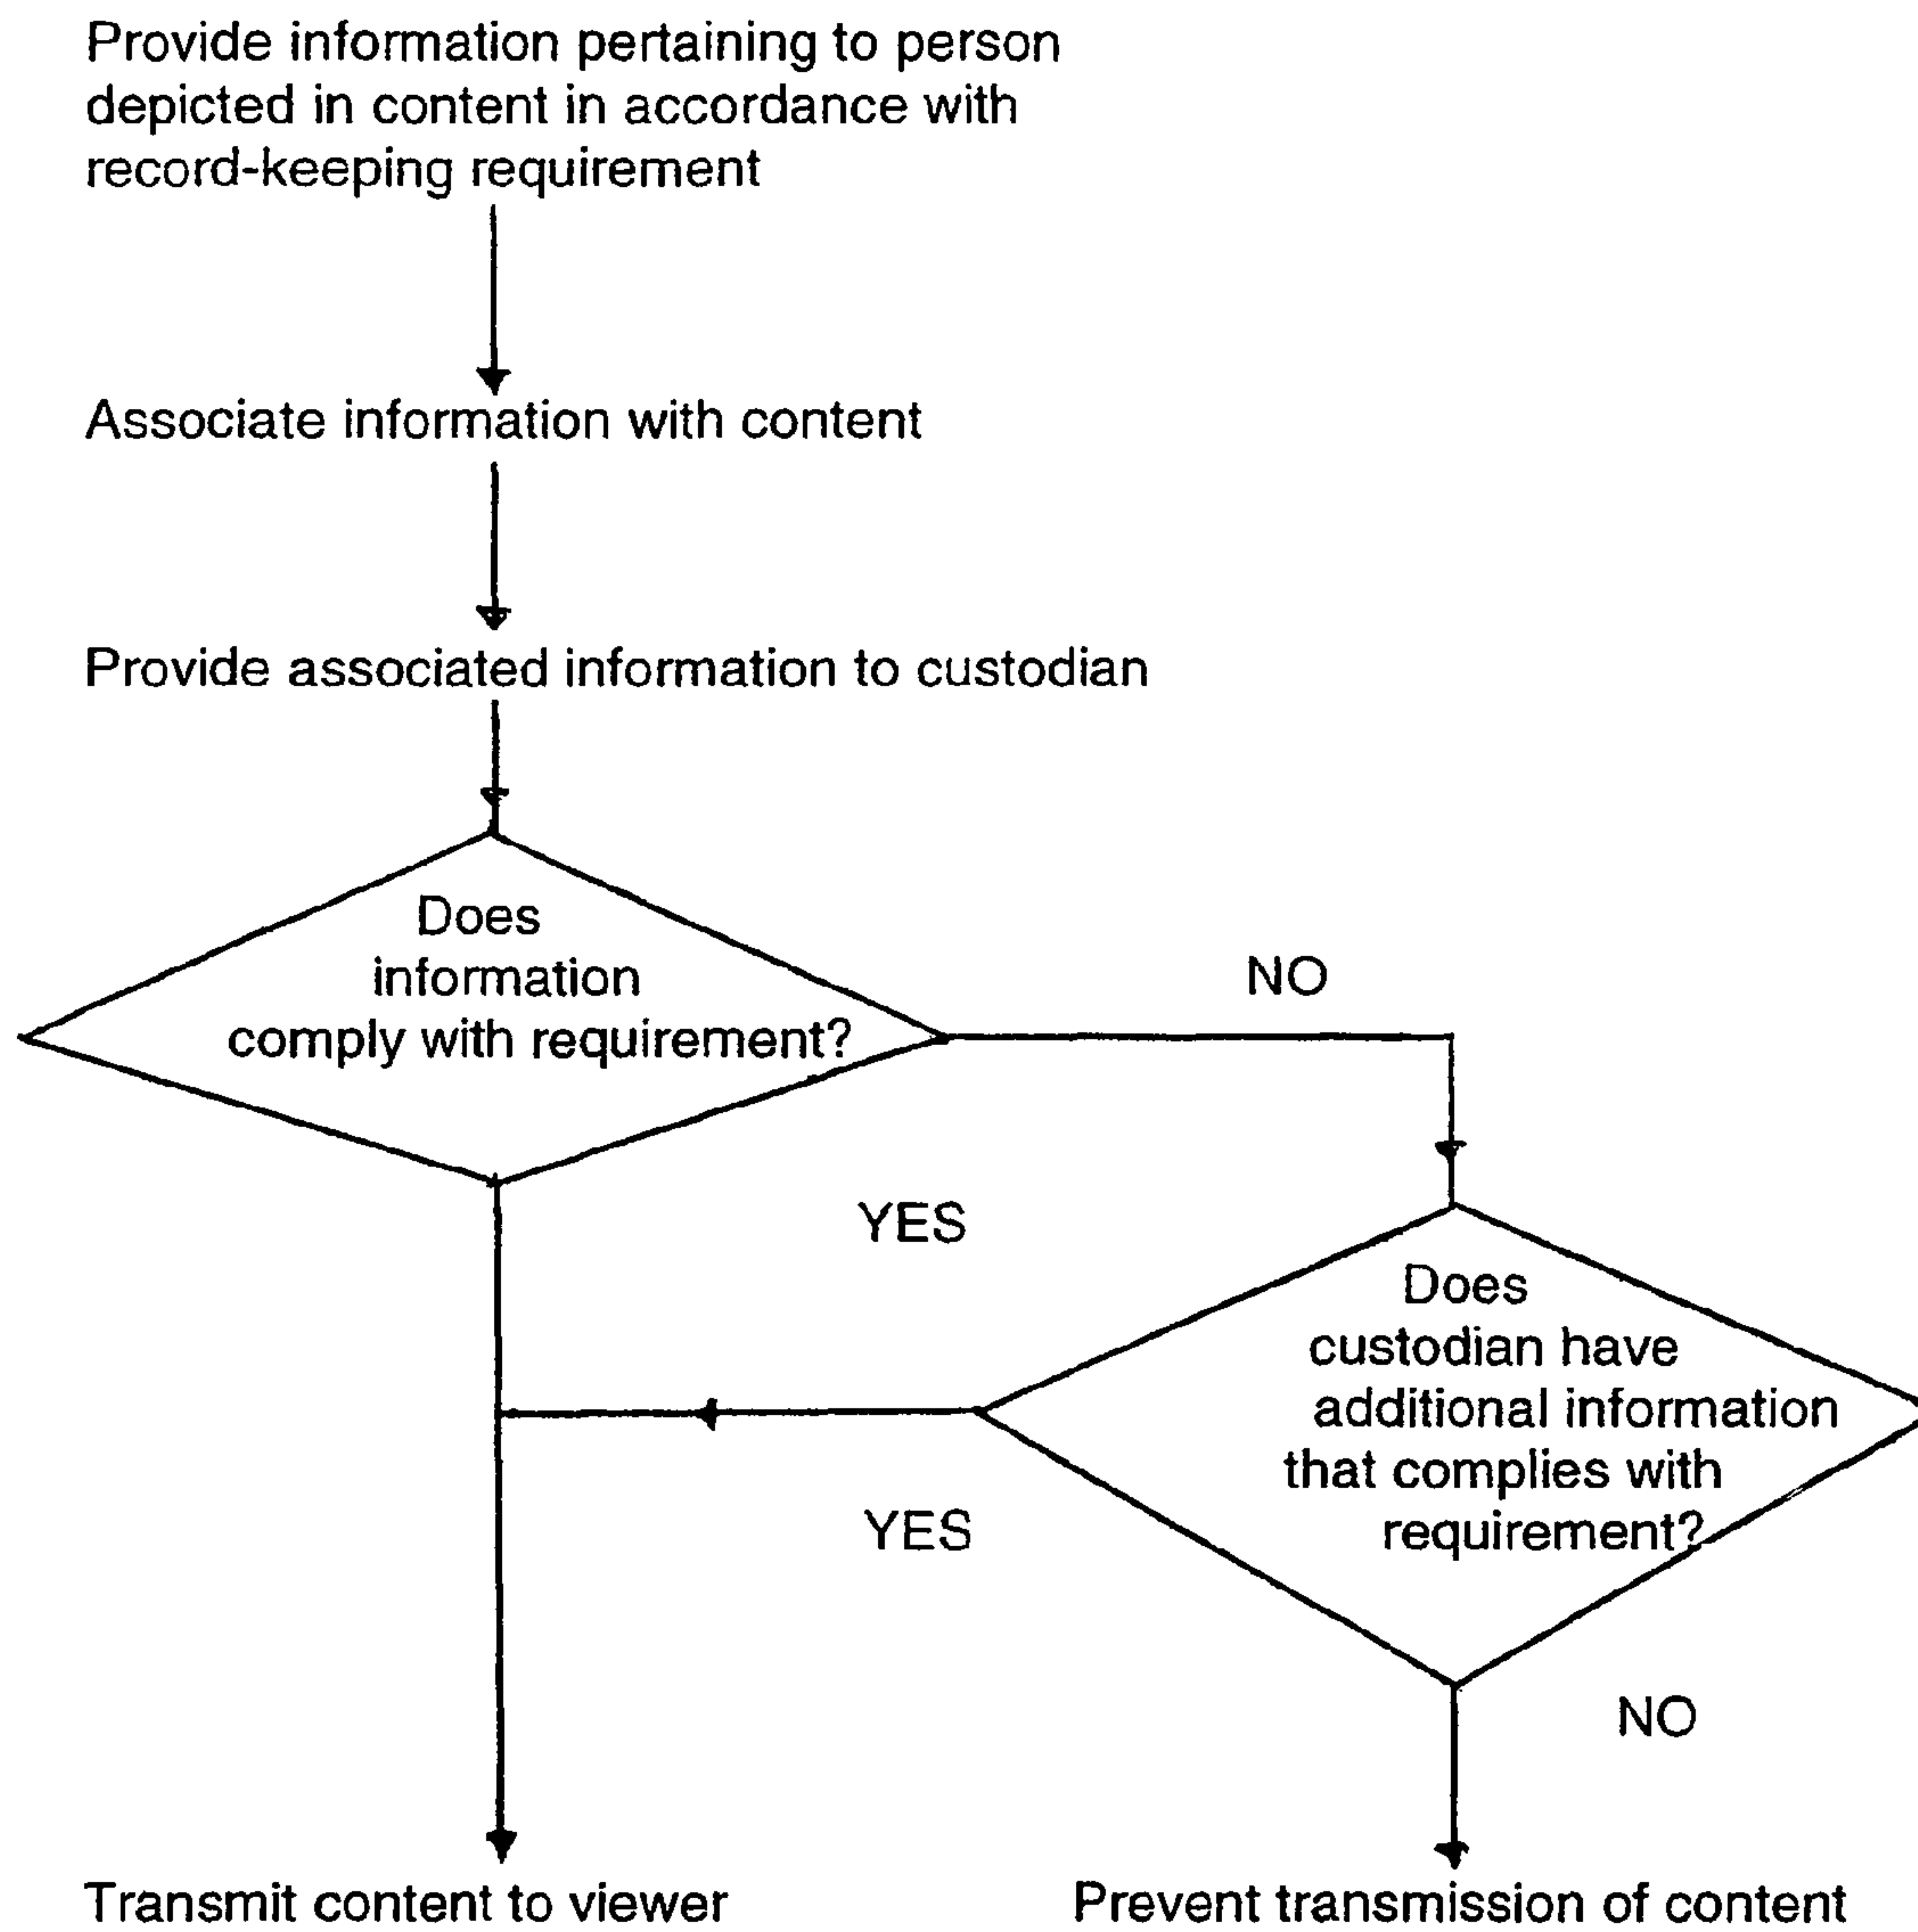 Provide information pertaining to person
depicted in content in accordance with
record-keeping requirement
Associate information with content
Provide associated information to custodian
Does
information
comply with requirement?
NO
YES
Does
custodian have
additional information
that complies with
requirement?
YES
NO
Transmit content to viewer
Prevent transmission of content